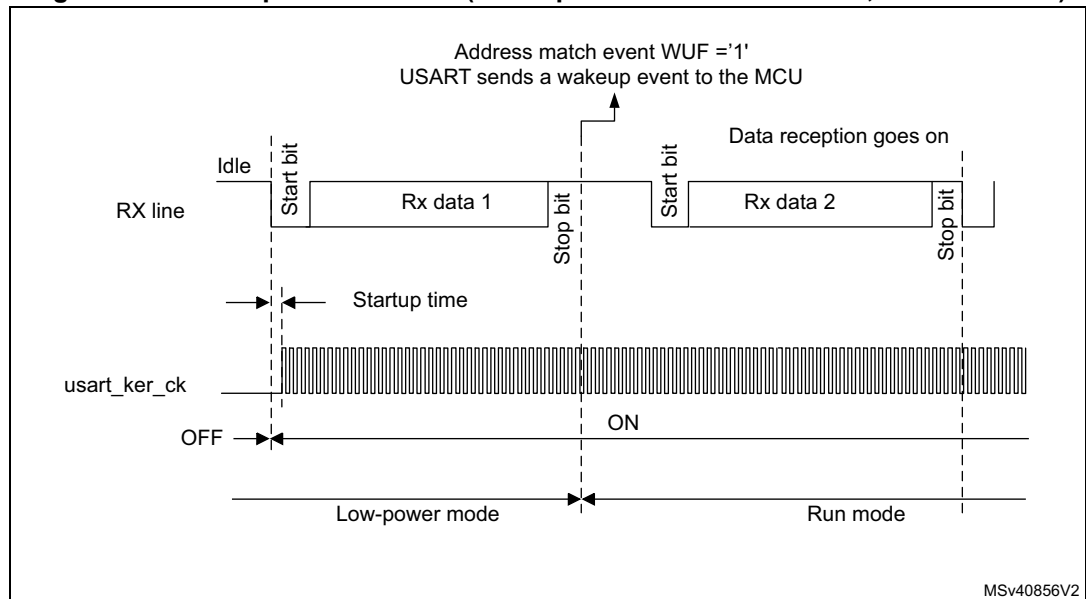 Address match event WUF ='1'
USART sends a wakeup event to the MCU
Data reception goes on
Idle
Start bit
Start bit
RX line
Rx data 1
Rx data 2
Stop bit
Stop bit
Startup time
usart_ker_ck
OFF
ON
Low-power mode
Run mode
MSv40856V2